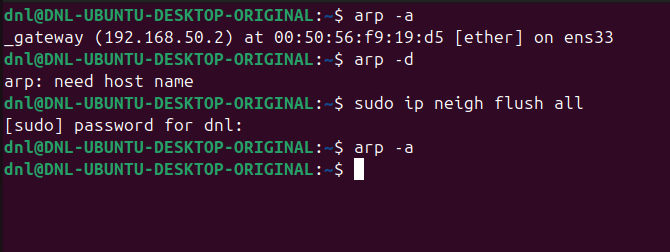 dnl@DNL-UBUNTU-DESKTOP-ORIGINAL:~$ arp -a
_gateway (192.168.50.2) at 00:50:56:f9:19:d5 [ether] on ens33
dnl@DNL-UBUNTU-DESKTOP-ORIGINAL:~$ arp -d
arp: need host name
dnl@DNL-UBUNTU-DESKTOP-ORIGINAL:~$ sudo ip neigh flush all
[sudo] password for dnl:
dnl@DNL-UBUNTU-DESKTOP-ORIGINAL:~$ arp -a
dnl@DNL-UBUNTU-DESKTOP-ORIGINAL:~$